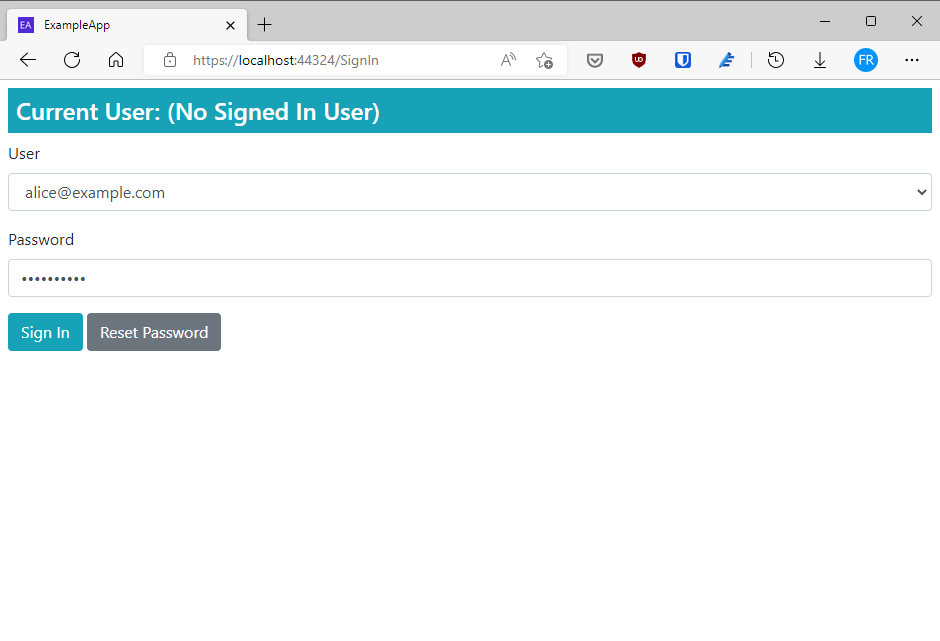 EA ExampleApp
https://localhost:44324/SignIn
FR
Current User: (No Signed In User)
User
alice@example.com
Password
••••••••••
Sign In Reset Password